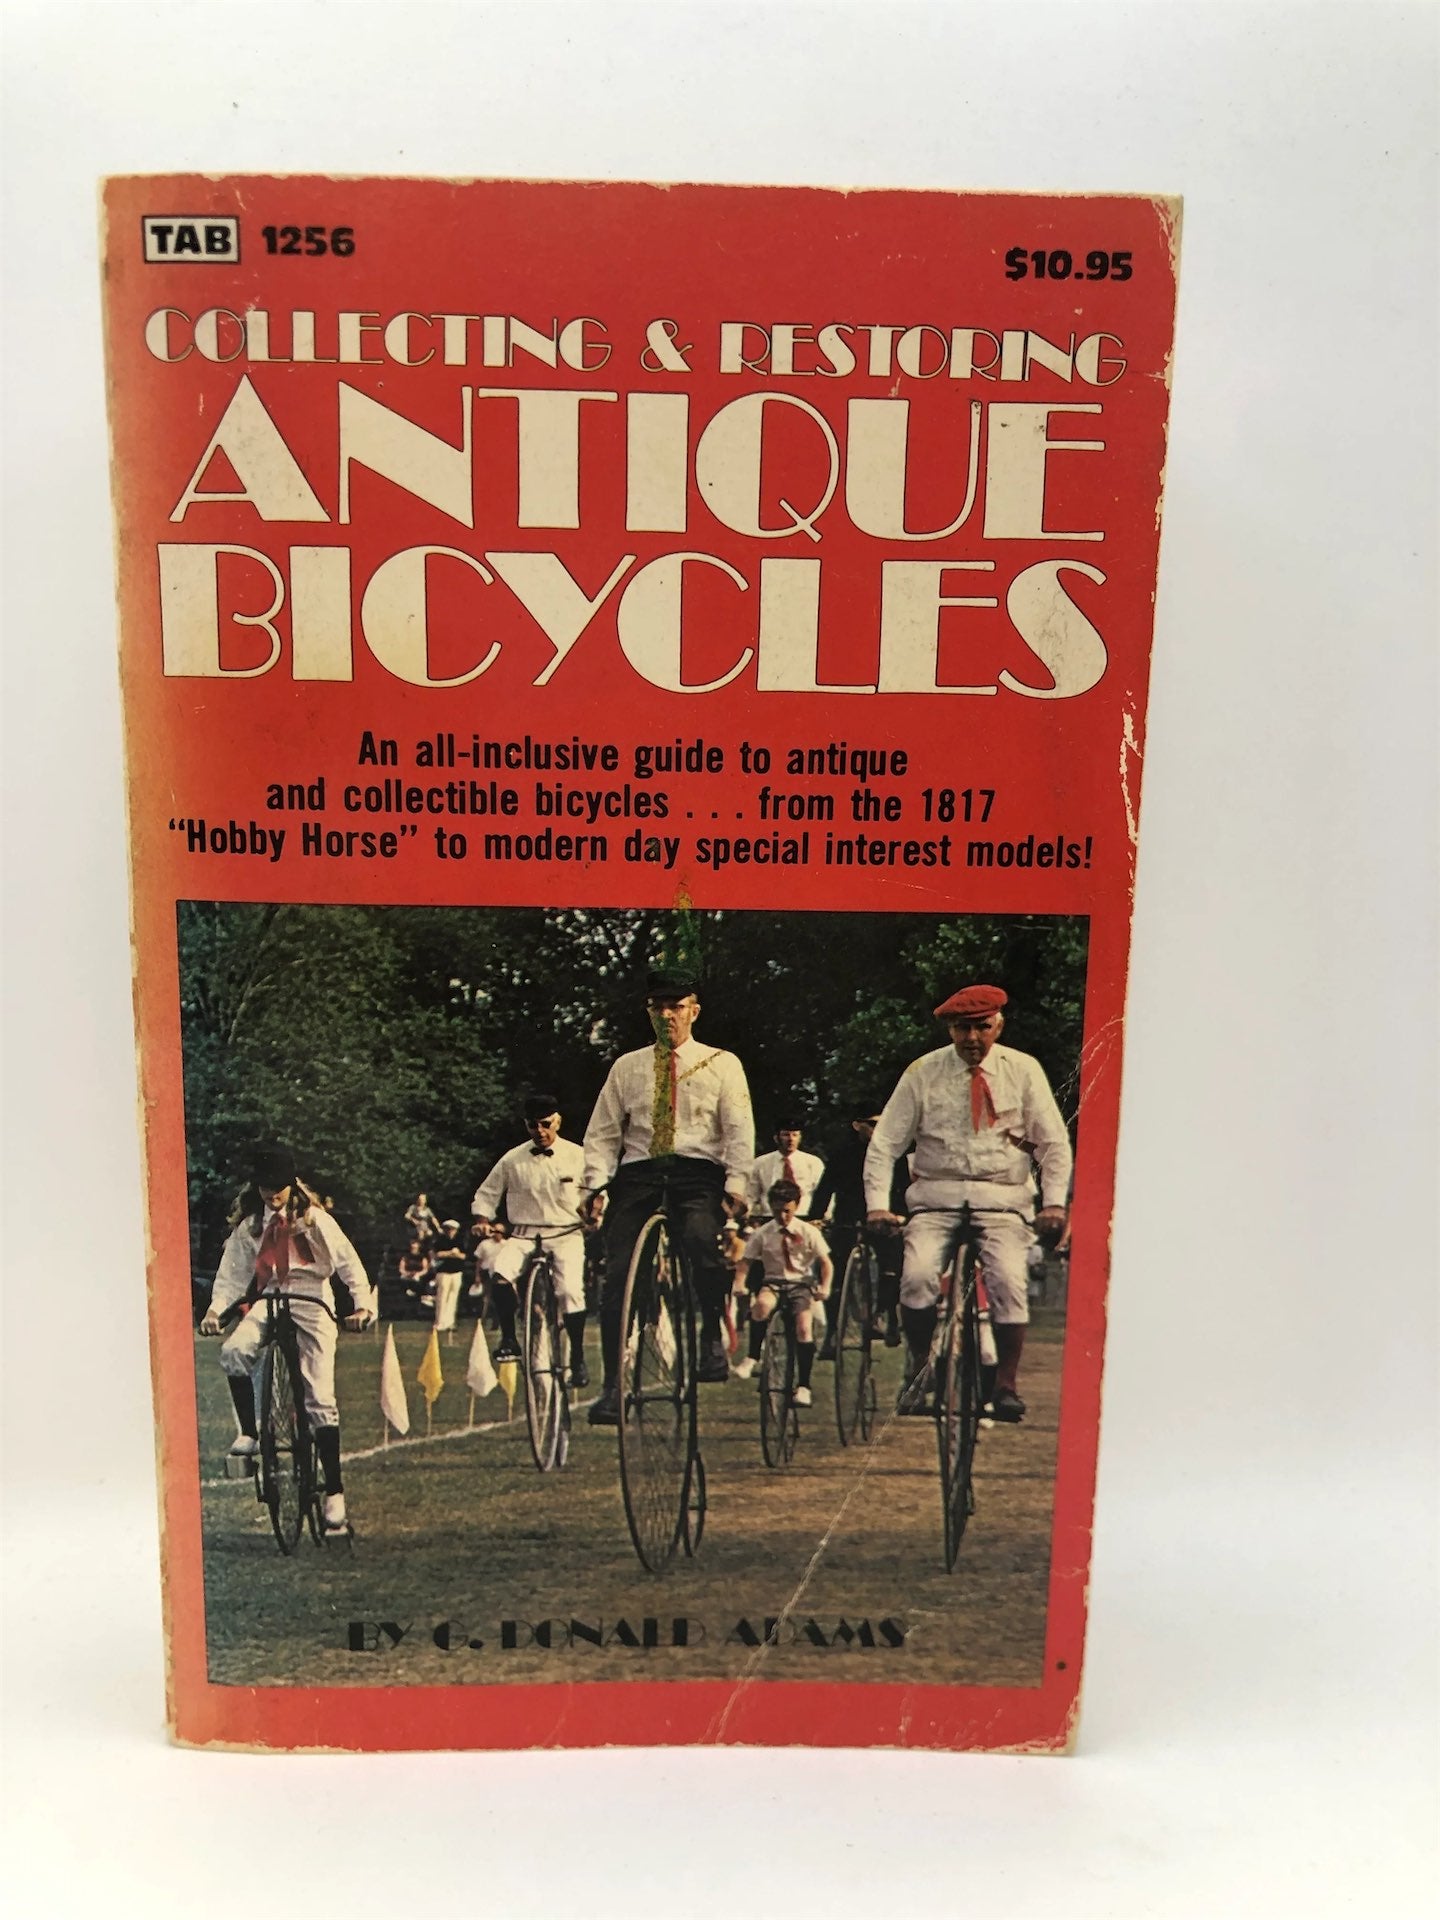 TAB 1256
$10.95
COLLECTING & RESTORING
ANTIQUE
BICYCLES
An all-inclusive guide to antique
and collectible bicycles . . . from the 1817
“Hobby Horse” to modern day special interest models!
BY G. DONALD ADAMS